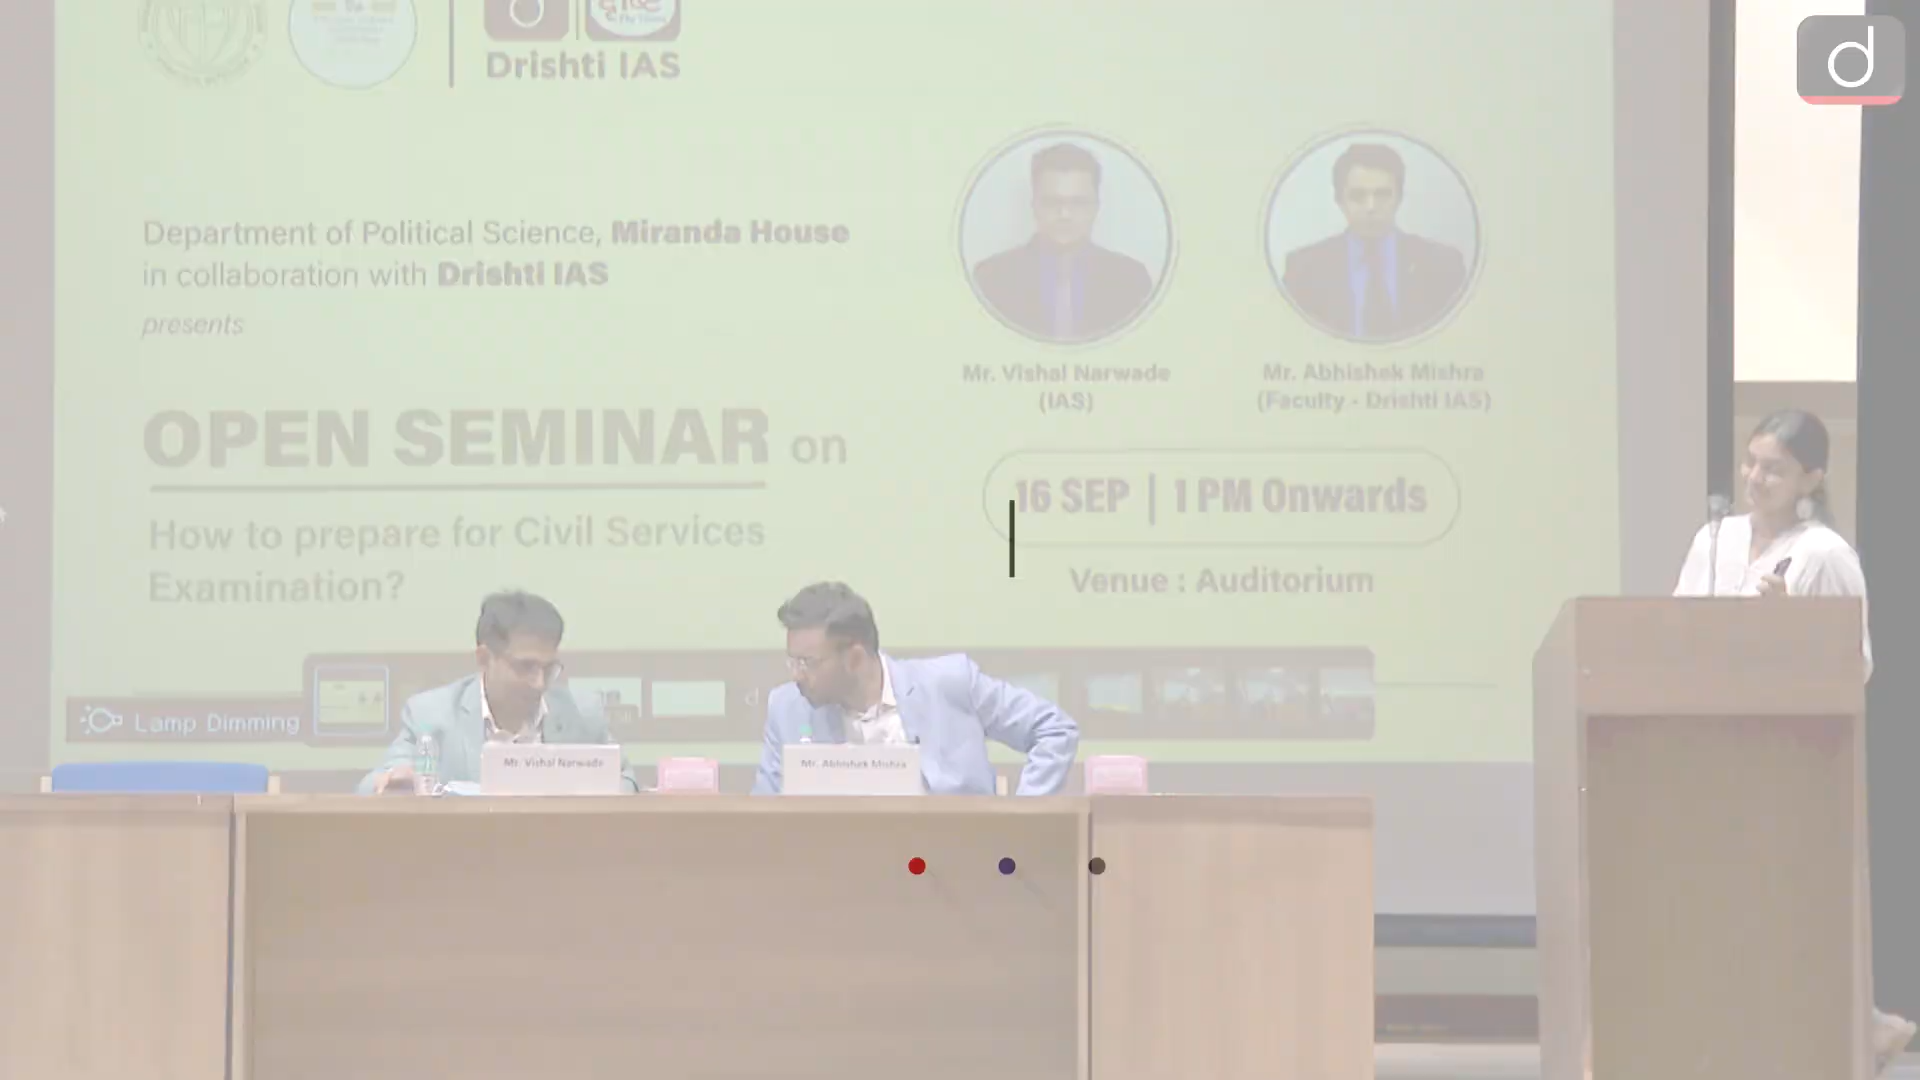 Drishti IAS
Department of Political Science, Miranda House
in collaboration with Drishti IAS
presents
OPEN SEMINAR on
How to prepare for Civil Services
Examination?
Mr. Vishal Narwade
(IAS)
Mr. Abhishek Mishra
(Faculty - Drishti IAS)
16 SEP | 1 PM Onwards
Venue : Auditorium
Lamp Dimming
Mr. Vishal Narwade
Mr. Abhishek Mishra
d